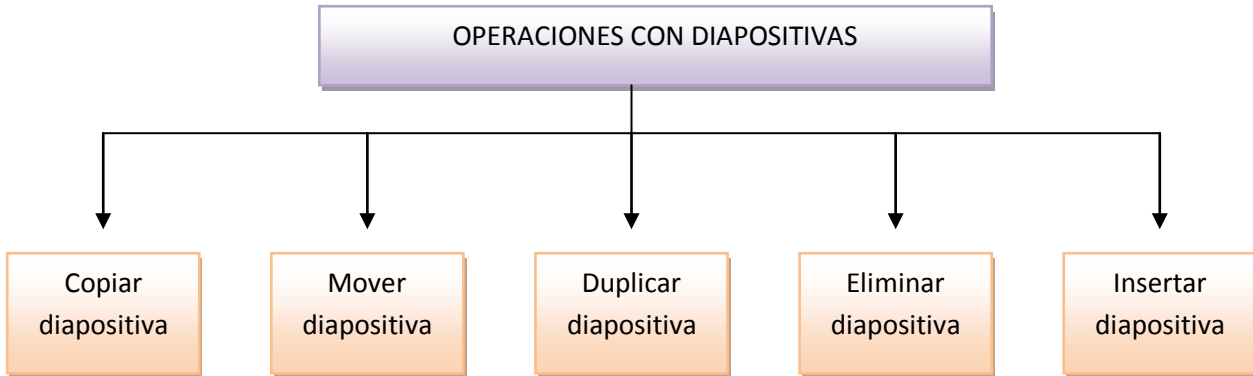 OPERACIONES CON DIAPOSITIVAS
Copiar
diapositiva
Mover
diapositiva
Duplicar
diapositiva
Eliminar
diapositiva
Insertar
diapositiva